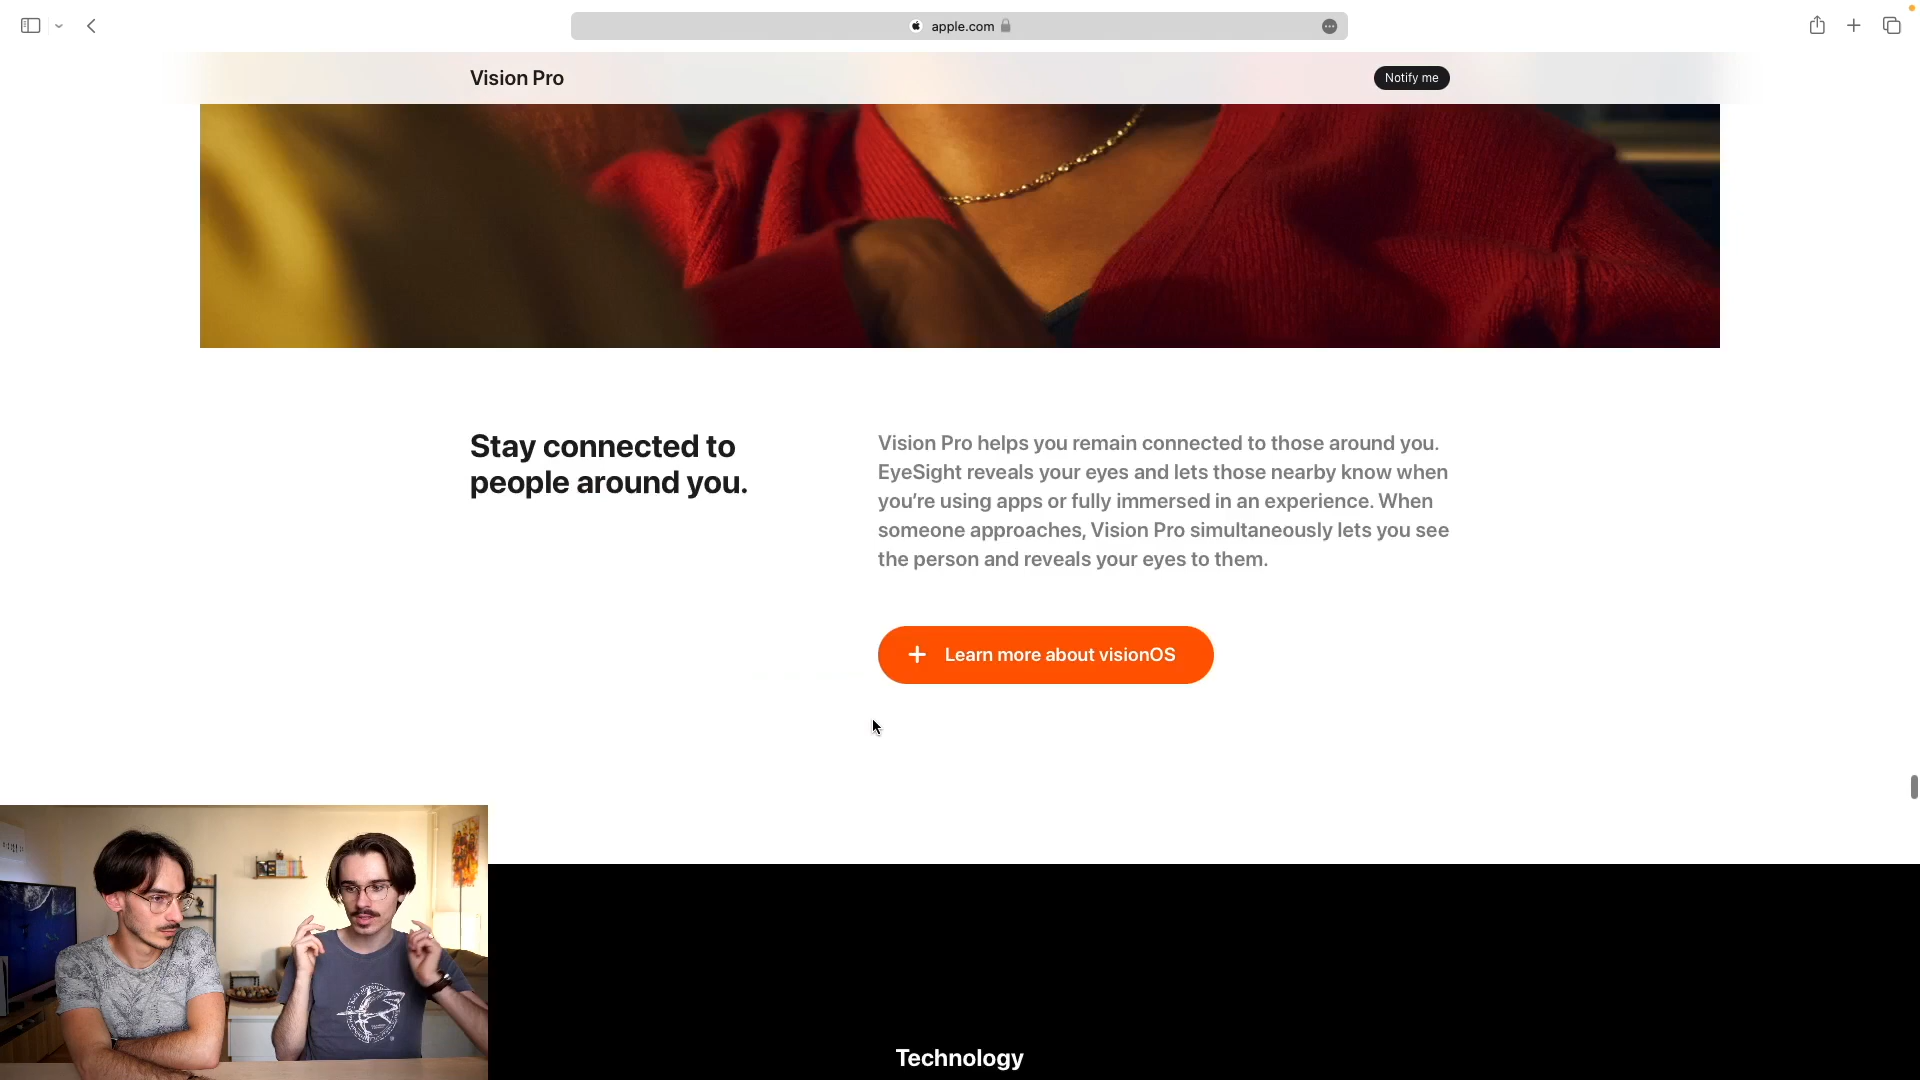 apple.com
Vision Pro
Notify me
Stay connected to
people around you.
Vision Pro helps you remain connected to those around you.
EyeSight reveals your eyes and lets those nearby know when
you're using apps or fully immersed in an experience. When
someone approaches, Vision Pro simultaneously lets you see
the person and reveals your eyes to them.
Learn more about visionOS
Technology